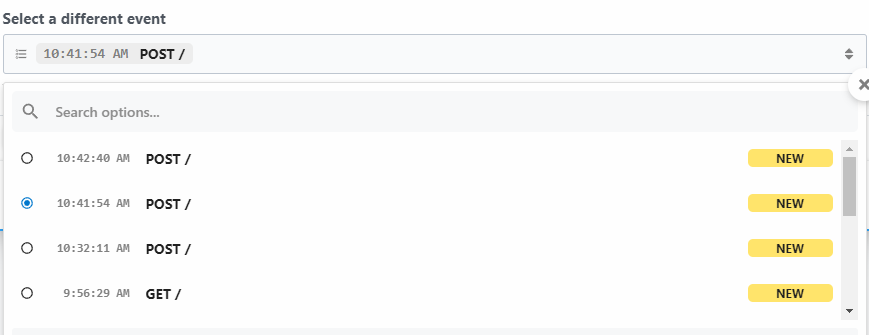 Select a different event
10:41:54 AM POST /
Search options...
10:42:40 AM POST / NEW
10:41:54 AM POST / NEW
10:32:11 AM POST / NEW
9:56:29 AM GET / NEW